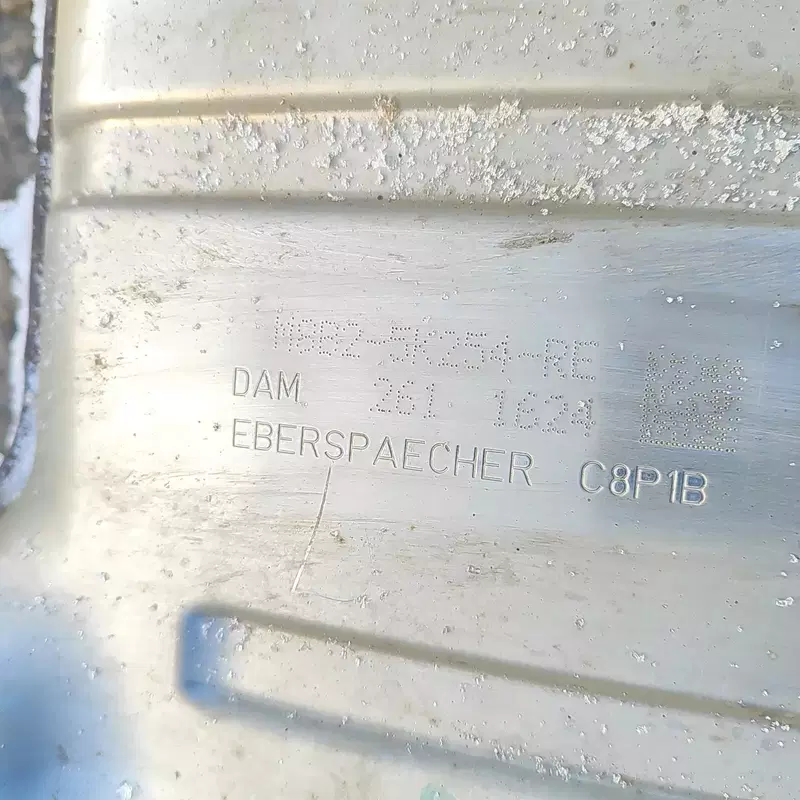 M8B2-5K254-RE
DAM 261 1624
EBERSPAECHER C8P1B